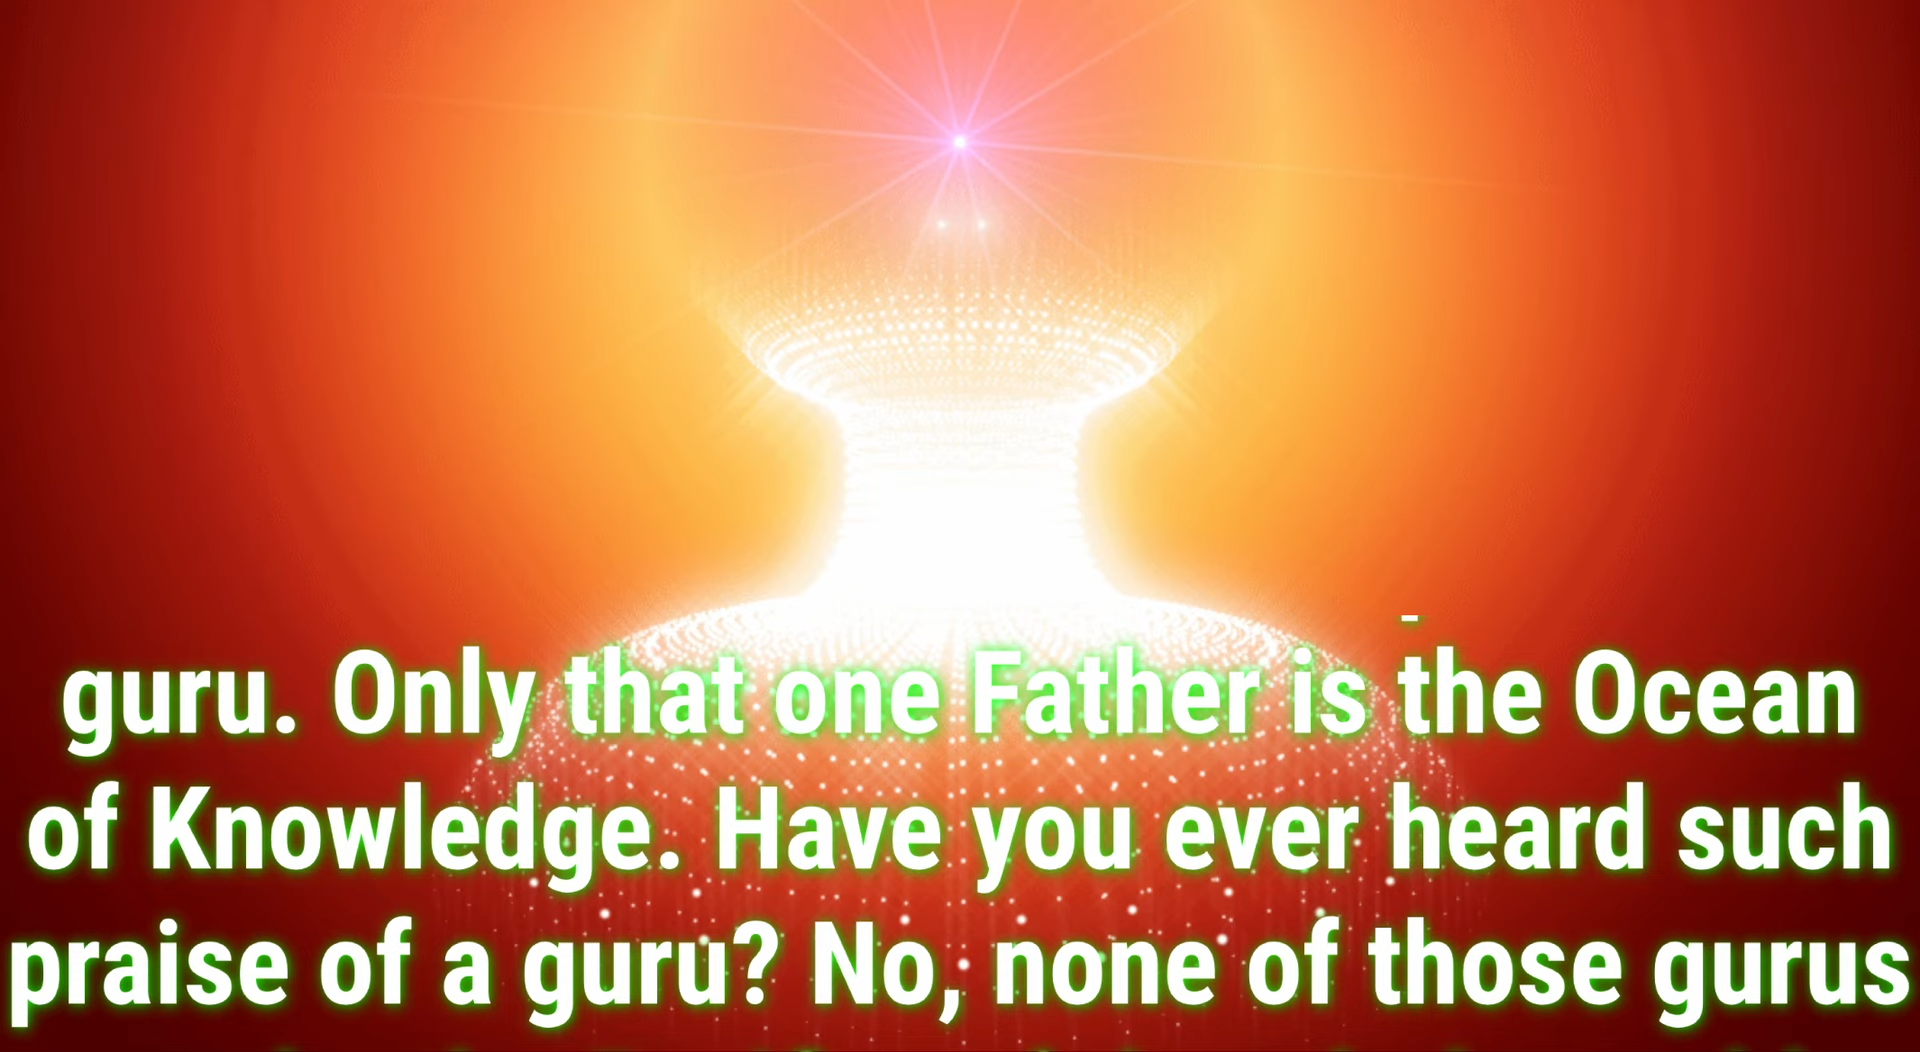 guru. Only that one Father is the Ocean
of Knowledge. Have you ever heard such
praise of a guru? No, none of those gurus